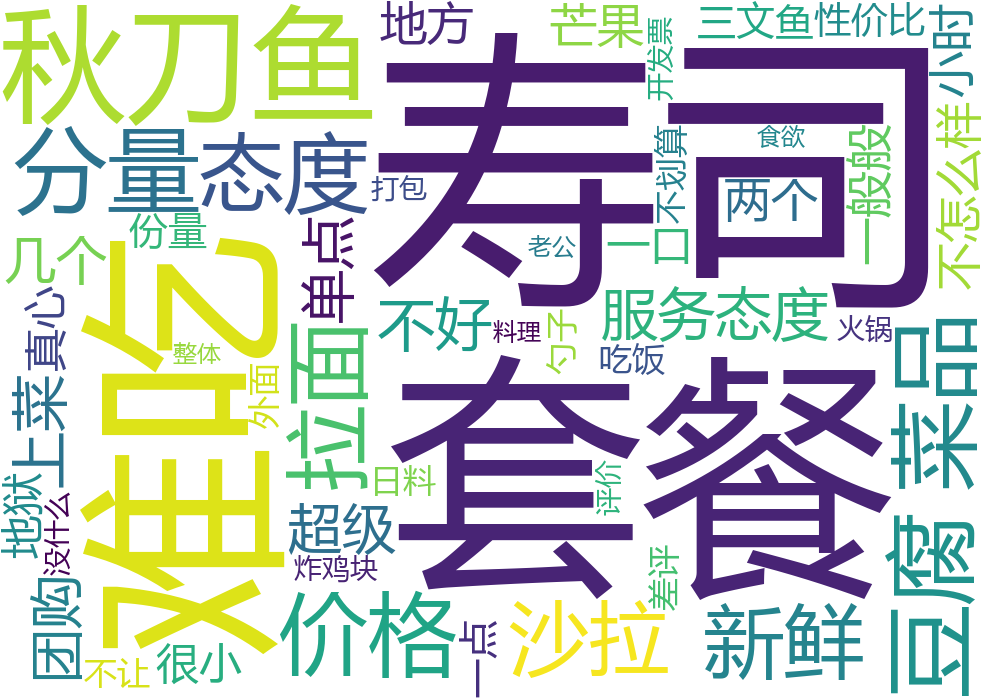 秋刀鱼
地方
芒果
开发票
三文鱼
性价比
小时
寿司
分量
态度
打包
不划算
食欲
一般般
不怎么样
两个
份量
几个
单点
老公
一口
难吃
真心
整体
外面
拉面
不好
料理
勺子
服务态度
吃饭
火锅
菜品
上菜
套餐
日料
评价
地狱
没什么
超级
炸鸡块
差评
豆腐
团购
不让
很小
价格
一点
沙拉
新鲜